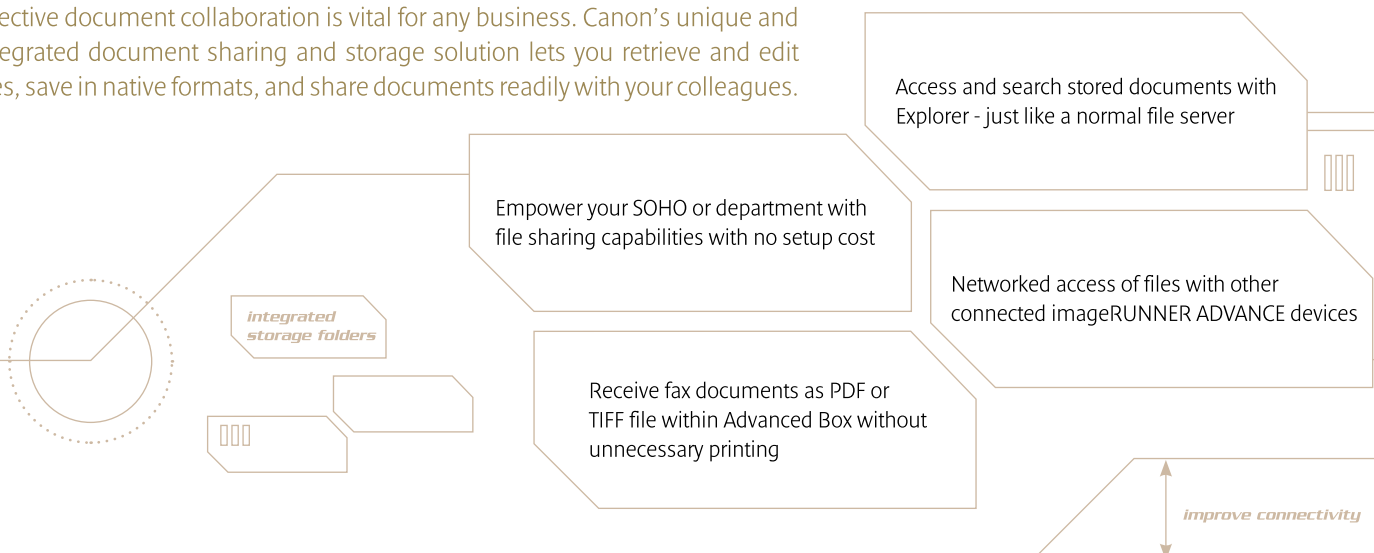 ective document collaboration is vital for any business. Canon's unique and
tegrated document sharing and storage solution lets you retrieve and edit
es, save in native formats, and share documents readily with your colleagues.
Access and search stored documents with
Explorer - just like a normal file server
Empower your SOHO or department with
file sharing capabilities with no setup cost
Networked access of files with other
connected imageRUNNER ADVANCE devices
integrated
storage folders
Receive fax documents as PDF or
TIFF file within Advanced Box without
unnecessary printing
improve connectivity